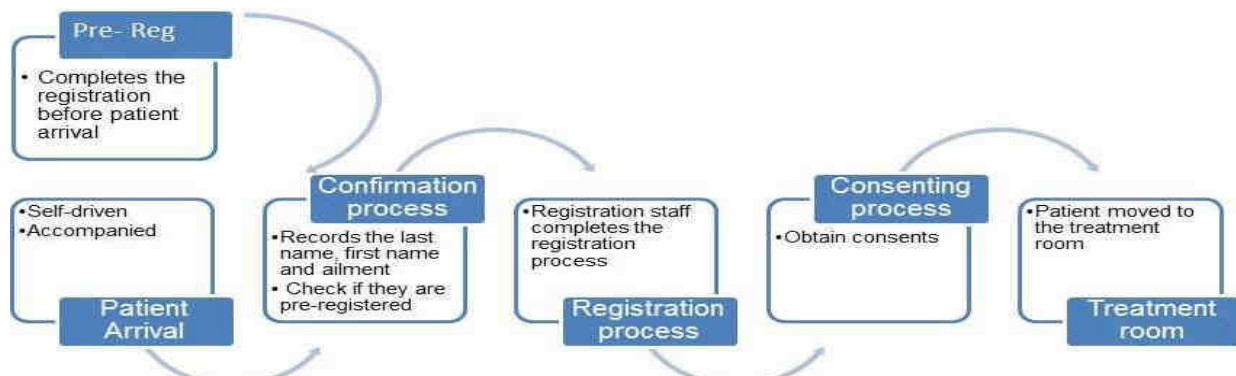 Pre- Reg
• Completes the
registration
before patient
arrival
•Self-driven
•Accompanied
Patient
Arrival
Confirmation
process
•Records the last
name, first name
and ailment
• Check if they are
pre-registered
•Registration staff
completes the
registration
process
Registration
process
Consenting
process
•Obtain consents
•Patient moved to
the treatment
room
Treatment
room